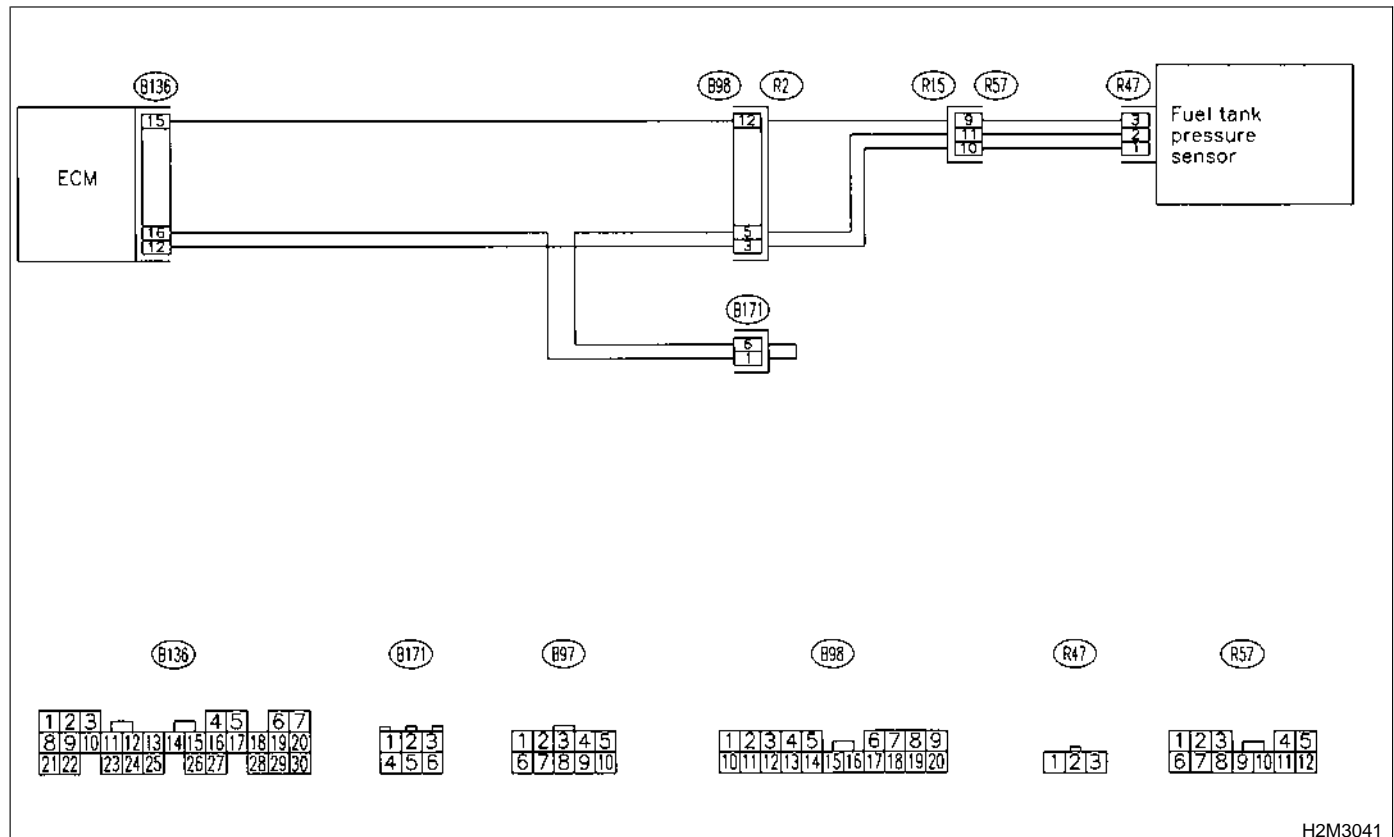 B136 B98 R2 R15 R57 R47
ECM
15
16
12
12
5
3
9
11
10
3
2
1
Fuel tank
pressure
sensor
B171
6
1
B136 B171 B97 B98 R47 R57
1 2 3 4 5 6 7
8 9 10 11 12 13 14 15 16 17 18 19 20
21 22 23 24 25 26 27 28 29 30
1 2 3
4 5 6
1 2 3 4 5
6 7 8 9 10
1 2 3 4 5 6 7 8 9
10 11 12 13 14 15 16 17 18 19 20
1 2 3
1 2 3 4 5
6 7 8 9 10 11 12
H2M3041